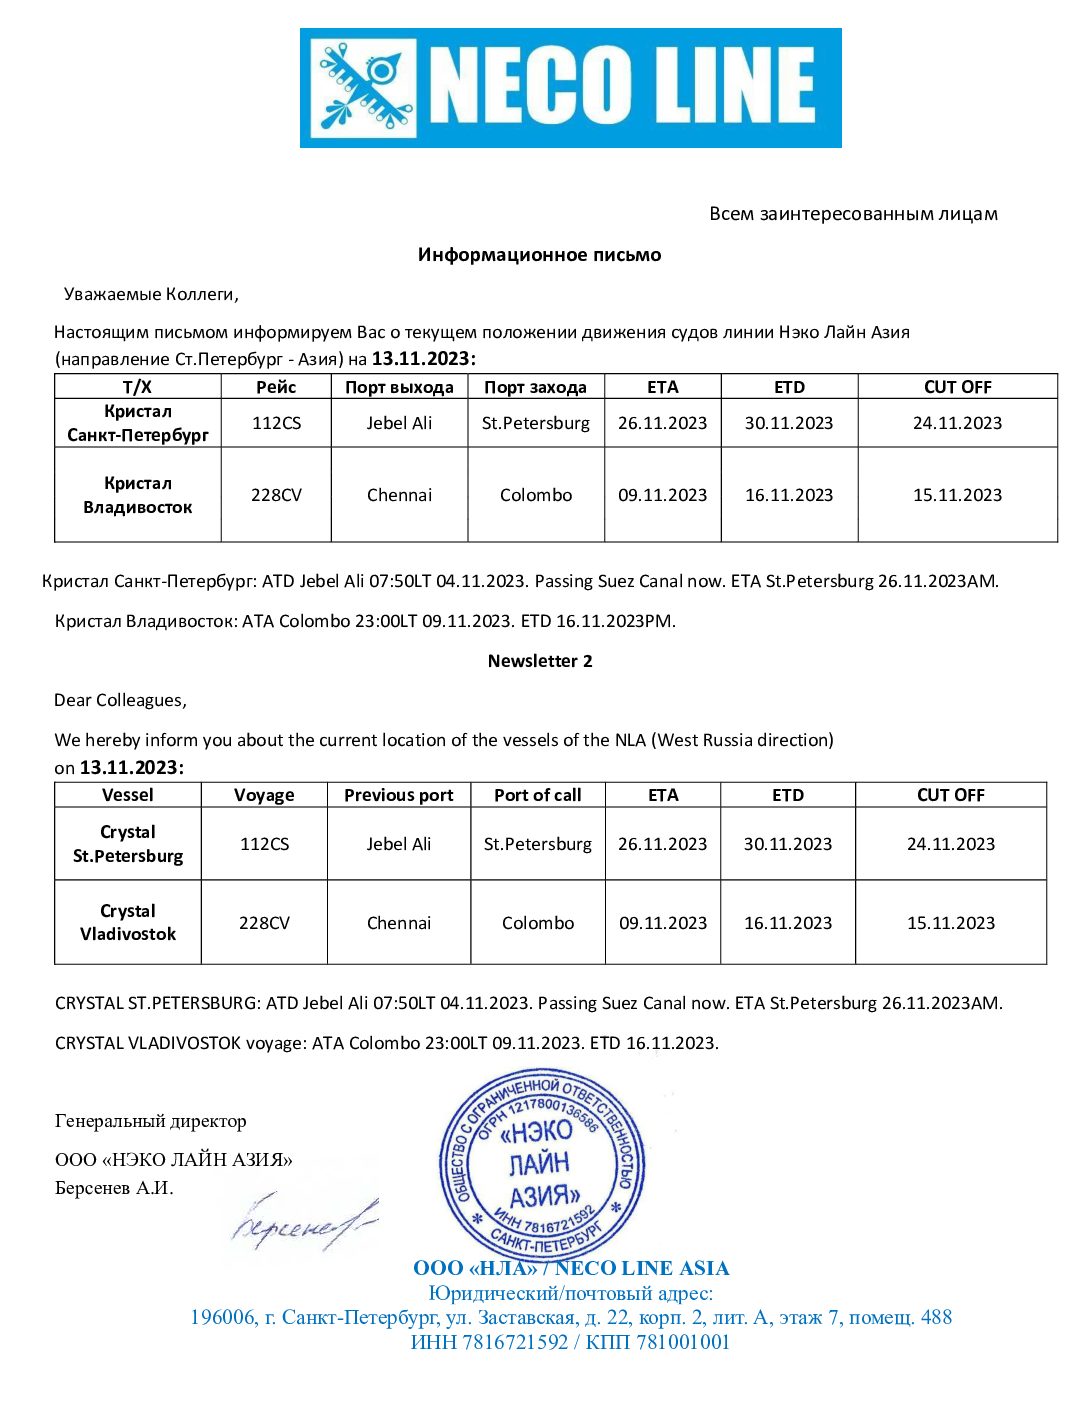 NECO LINE
Всем заинтересованным лицам
Информационное письмо
Уважаемые Коллеги,
Настоящим письмом информируем Вас о текущем положении движения судов линии Нэко Лайн Азия
(направление Ст.Петербург - Азия) на 13.11.2023:
Т/Х Рейс Порт выхода Порт захода ETA ETD CUT OFF
Кристал
Санкт-Петербург 112CS Jebel Ali St.Petersburg 26.11.2023 30.11.2023 24.11.2023
Кристал
Владивосток 228CV Chennai Colombo 09.11.2023 16.11.2023 15.11.2023
Кристал Санкт-Петербург: ATD Jebel Ali 07:50LT 04.11.2023. Passing Suez Canal now. ETA St.Petersburg 26.11.2023AM.
Кристал Владивосток: ATA Colombo 23:00LT 09.11.2023. ETD 16.11.2023PM.
Newsletter 2
Dear Colleagues,
We hereby inform you about the current location of the vessels of the NLA (West Russia direction)
on 13.11.2023:
Vessel Voyage Previous port Port of call ETA ETD CUT OFF
Crystal
St.Petersburg 112CS Jebel Ali St.Petersburg 26.11.2023 30.11.2023 24.11.2023
Crystal
Vladivostok 228CV Chennai Colombo 09.11.2023 16.11.2023 15.11.2023
CRYSTAL ST.PETERSBURG: ATD Jebel Ali 07:50LT 04.11.2023. Passing Suez Canal now. ETA St.Petersburg 26.11.2023AM.
CRYSTAL VLADIVOSTOK voyage: ATA Colombo 23:00LT 09.11.2023. ETD 16.11.2023.
Генеральный директор
ООО «НЭКО ЛАЙН АЗИЯ»
Берсенев А.И.
Берсенев
ОБЩЕСТВО С ОГРАНИЧЕННОЙ ОТВЕТСТВЕННОСТЬЮ
ОГРН 1217800136586
«НЭКО
ЛАЙН
АЗИЯ»
ИНН 7816721592
* САНКТ-ПЕТЕРБУРГ *
ООО «НЛА» / NECO LINE ASIA
Юридический/почтовый адрес:
196006, г. Санкт-Петербург, ул. Заставская, д. 22, корп. 2, лит. А, этаж 7, помещ. 488
ИНН 7816721592 / КПП 781001001